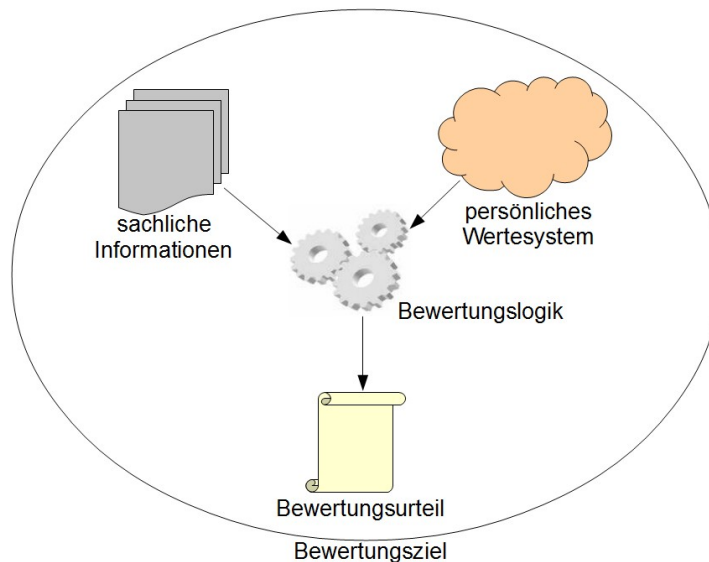 sachliche
Informationen
persönliches
Wertesystem
Bewertungslogik
Bewertungsurteil
Bewertungsziel